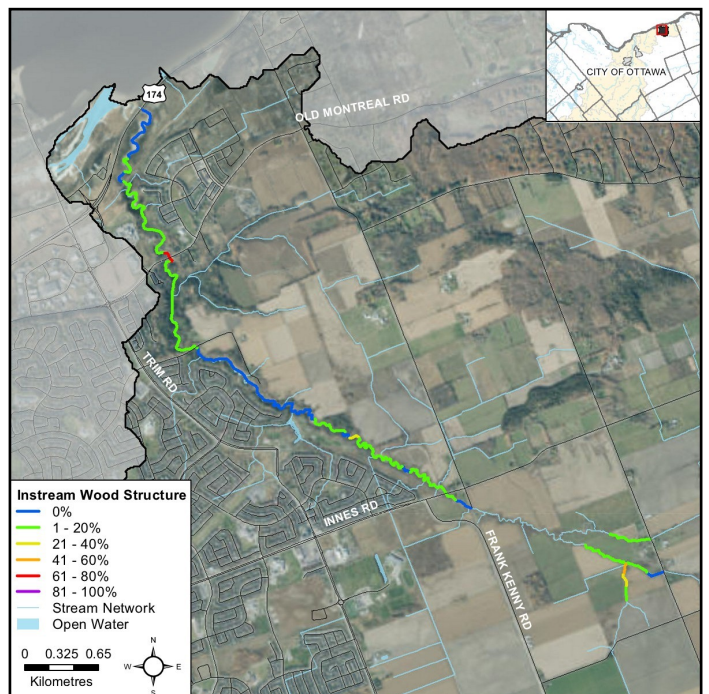 CITY OF OTTAWA
174
OLD MONTREAL RD
TRIM RD
INNES RD
FRANK KENNY RD
Instream Wood Structure
0%
1 - 20%
21 - 40%
41 - 60%
61 - 80%
81 - 100%
Stream Network
Open Water
0 0.325 0.65
Kilometres
N
W E
S